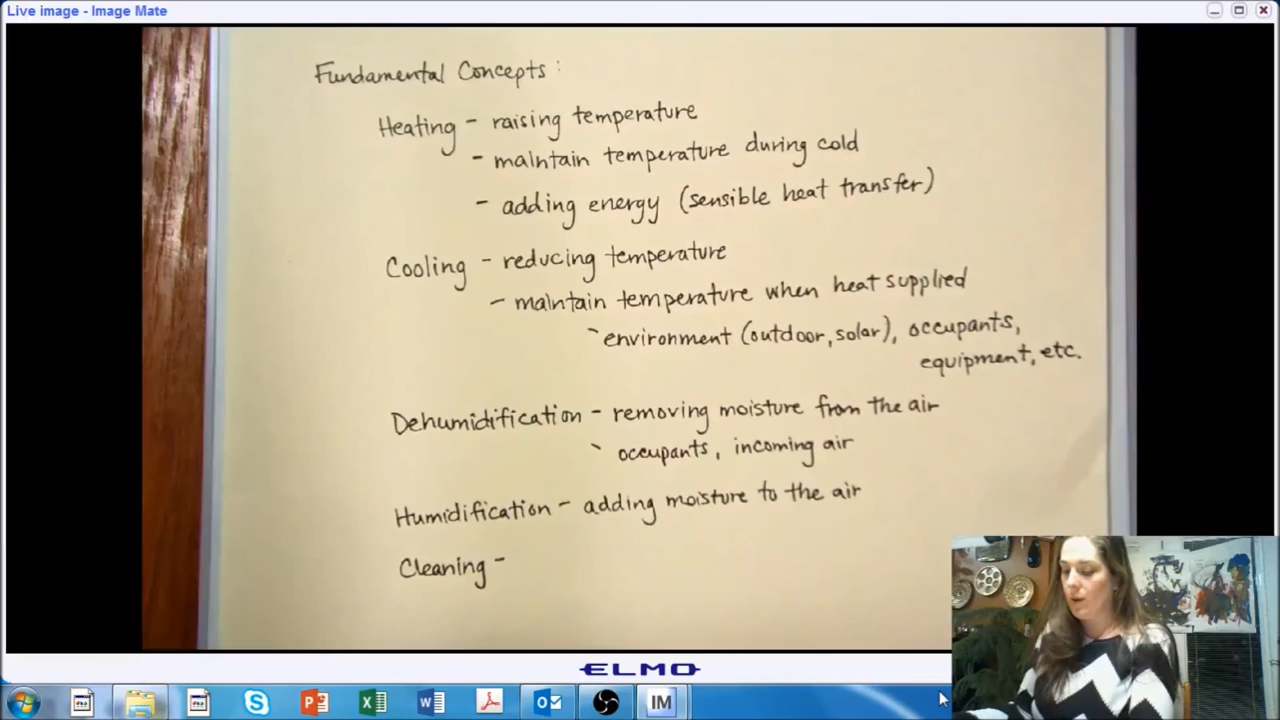 Live image - Image Mate
Fundamental Concepts:
Heating - raising temperature
- maintain temperature during cold
- adding energy (sensible heat transfer)
Cooling - reducing temperature
- maintain temperature when heat supplied
` environment (outdoor, solar), occupants,
equipment, etc.
Dehumidification - removing moisture from the air
` occupants, incoming air
Humidification - adding moisture to the air
Cleaning -
ELMO
IM